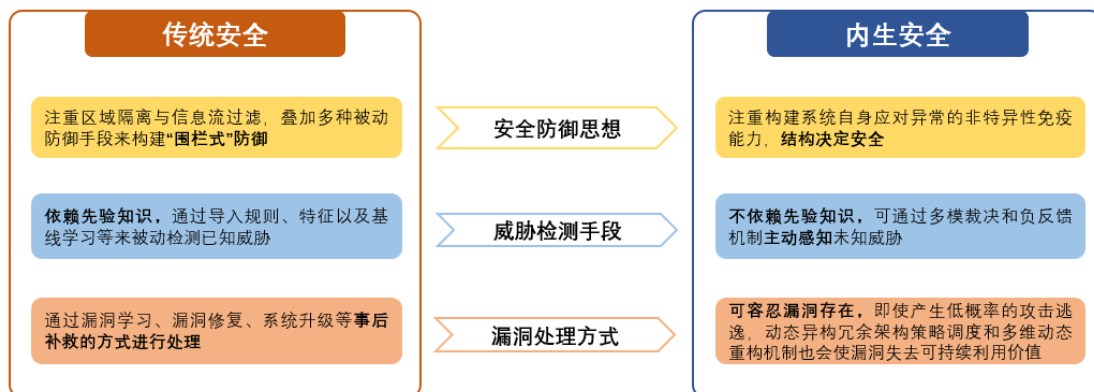 传统安全
内生安全
注重区域隔离与信息流过滤，叠加多种被动
防御手段来构建“围栏式”防御
安全防御思想
注重构建系统自身应对异常的非特异性免疫
能力，结构决定安全
依赖先验知识，通过导入规则、特征以及基
线学习等来被动检测已知威胁
威胁检测手段
不依赖先验知识，可通过多模裁决和负反馈
机制主动感知未知威胁
通过漏洞学习、漏洞修复、系统升级等事后
补救的方式进行处理
漏洞处理方式
可容忍漏洞存在，即使产生低概率的攻击逃
逸，动态异构冗余架构策略调度和多维动态
重构机制也会使漏洞失去可持续利用价值